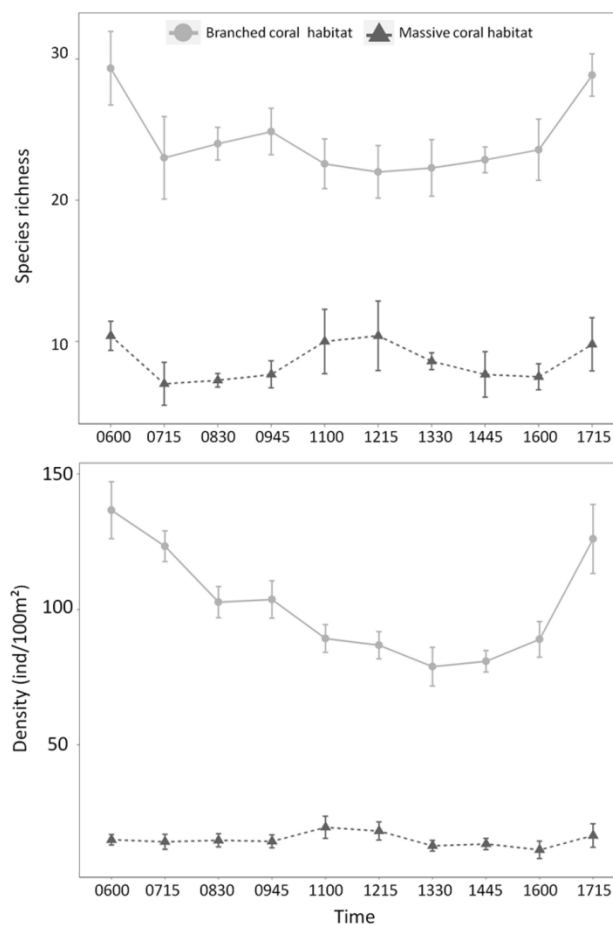 Branched coral habitat Massive coral habitat
30
20
10
Species richness
0600 0715 0830 0945 1100 1215 1330 1445 1600 1715
150
100
50
Density (ind/100m²)
0600 0715 0830 0945 1100 1215 1330 1445 1600 1715
Time